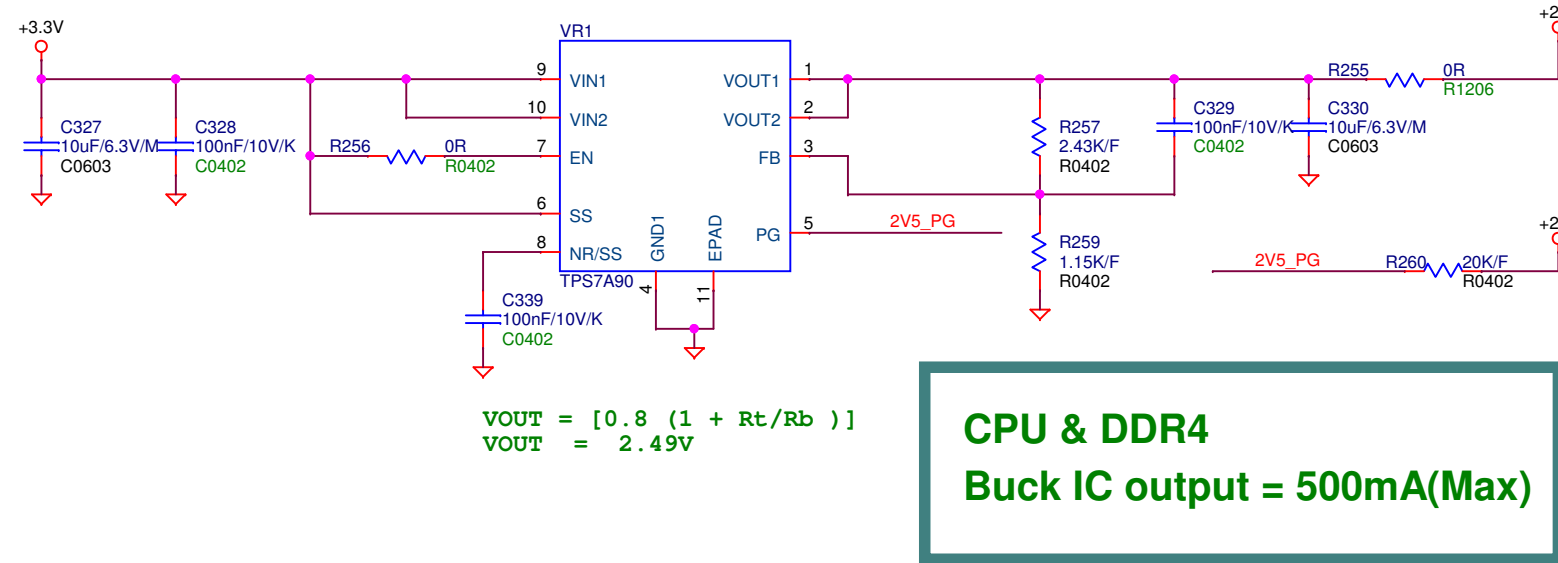 +3.3V
C327
10uF/6.3V/M
C0603
C328
100nF/10V/K
C0402
R256
0R
R0402
VR1
9
VIN1
10
VIN2
7
EN
6
SS
8
NR/SS
GND1
4
EPAD
11
TPS7A90
VOUT1
1
VOUT2
2
FB
3
PG
5
2V5_PG
C339
100nF/10V/K
C0402
R257
2.43K/F
R0402
R259
1.15K/F
R0402
C329
100nF/10V/K
C0402
C330
10uF/6.3V/M
C0603
R255
0R
R1206
+2
2V5_PG
R260
20K/F
R0402
+2
VOUT = [0.8 (1 + Rt/Rb )]
VOUT = 2.49V
CPU & DDR4
Buck IC output = 500mA(Max)